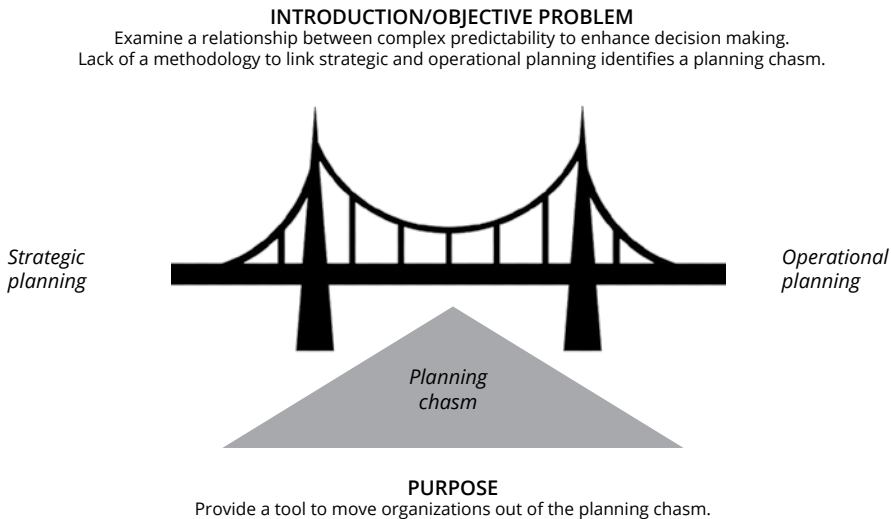 INTRODUCTION/OBJECTIVE PROBLEM
Examine a relationship between complex predictability to enhance decision making.
Lack of a methodology to link strategic and operational planning identifies a planning chasm.
Strategic
planning
Operational
planning
Planning
chasm
PURPOSE
Provide a tool to move organizations out of the planning chasm.